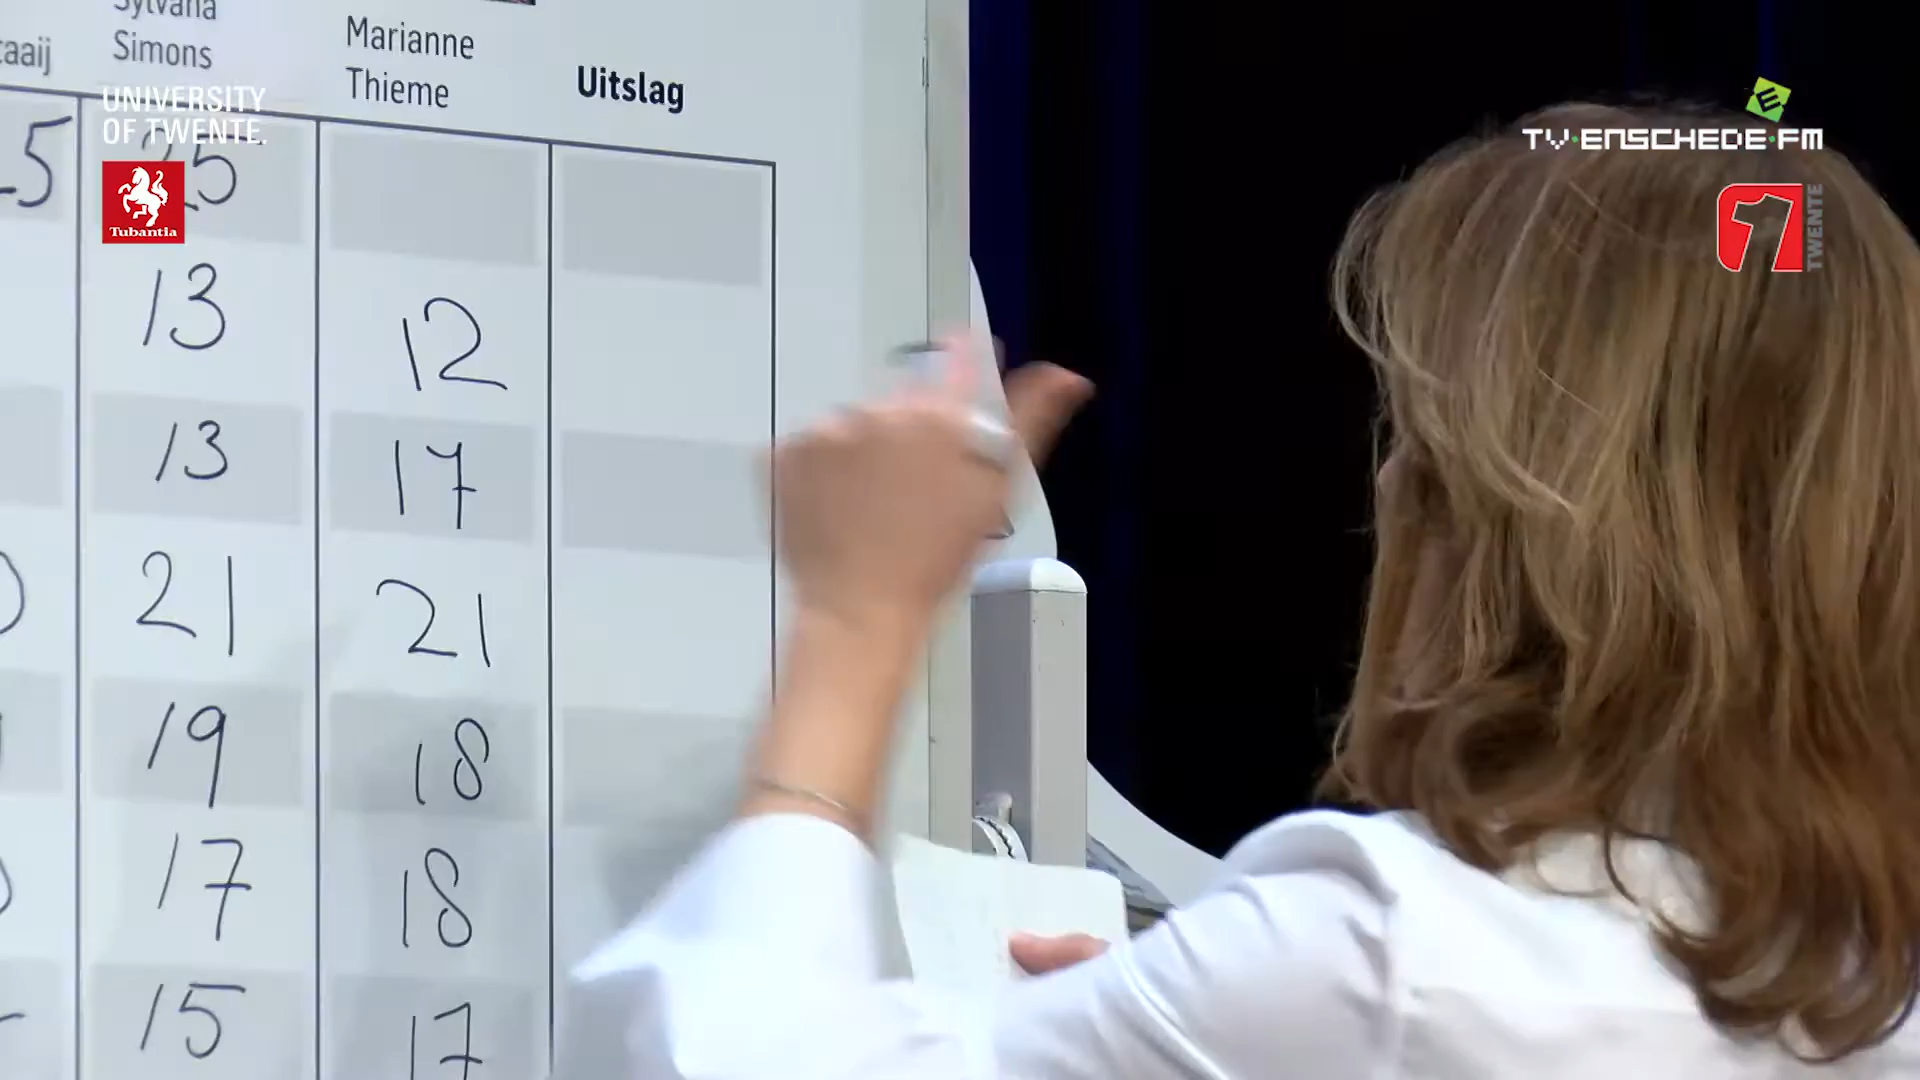 Sylvana
Simons
Marianne
Thieme
Uitslag
UNIVERSITY
OF TWENTE.
Tubantia
TV·ENSCHEDE·FM
1
TWENTE
25
13 12
13 17
21 21
19 18
17 18
15 17